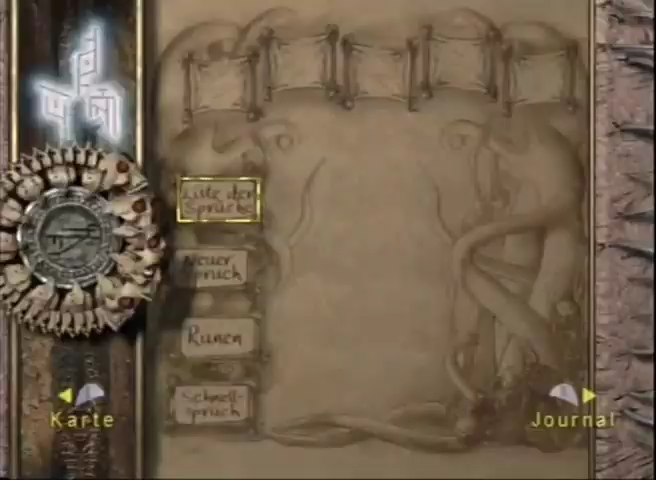 Liste der
Sprüche
Neuer
Spruch
Runen
Schnell-
spruch
Karte
Journal